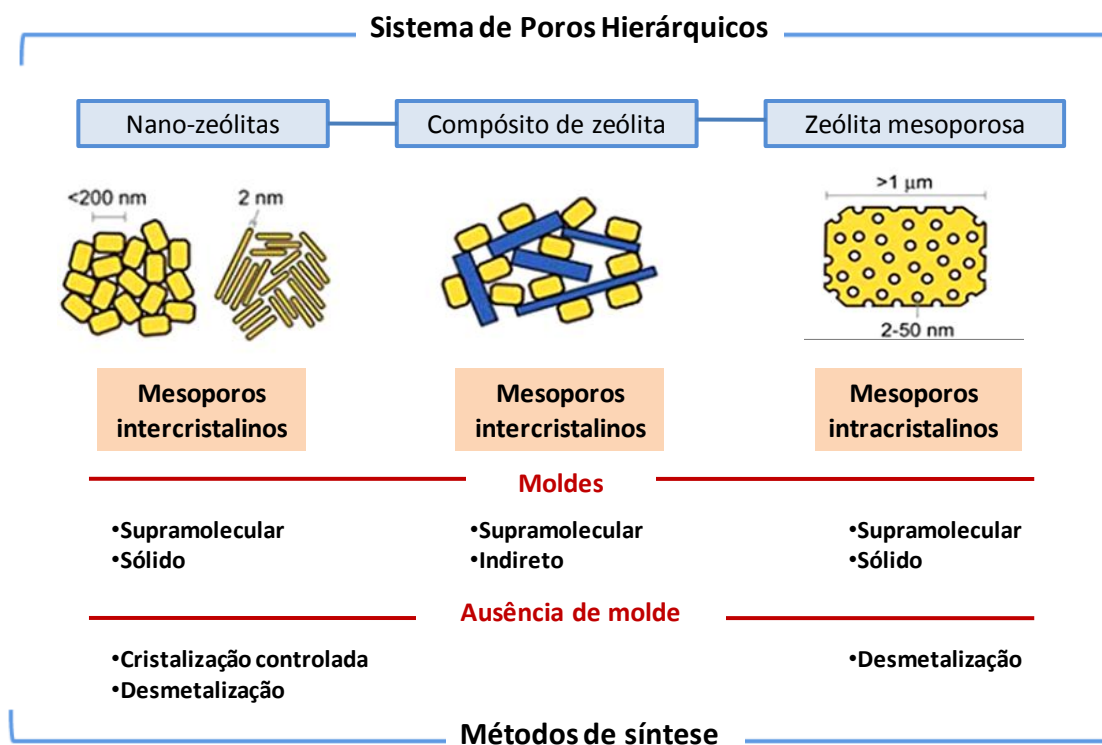 Sistema de Poros Hierárquicos
Nano-zeólitas
Compósito de zeólita
Zeólita mesoporosa
<200 nm
2 nm
>1 μm
2-50 nm
Mesoporos
intercristalinos
Mesoporos
intercristalinos
Mesoporos
intracristalinos
Moldes
•Supramolecular
•Sólido
•Supramolecular
•Indireto
•Supramolecular
•Sólido
Ausência de molde
•Cristalização controlada
•Desmetalização
•Desmetalização
Métodos de síntese